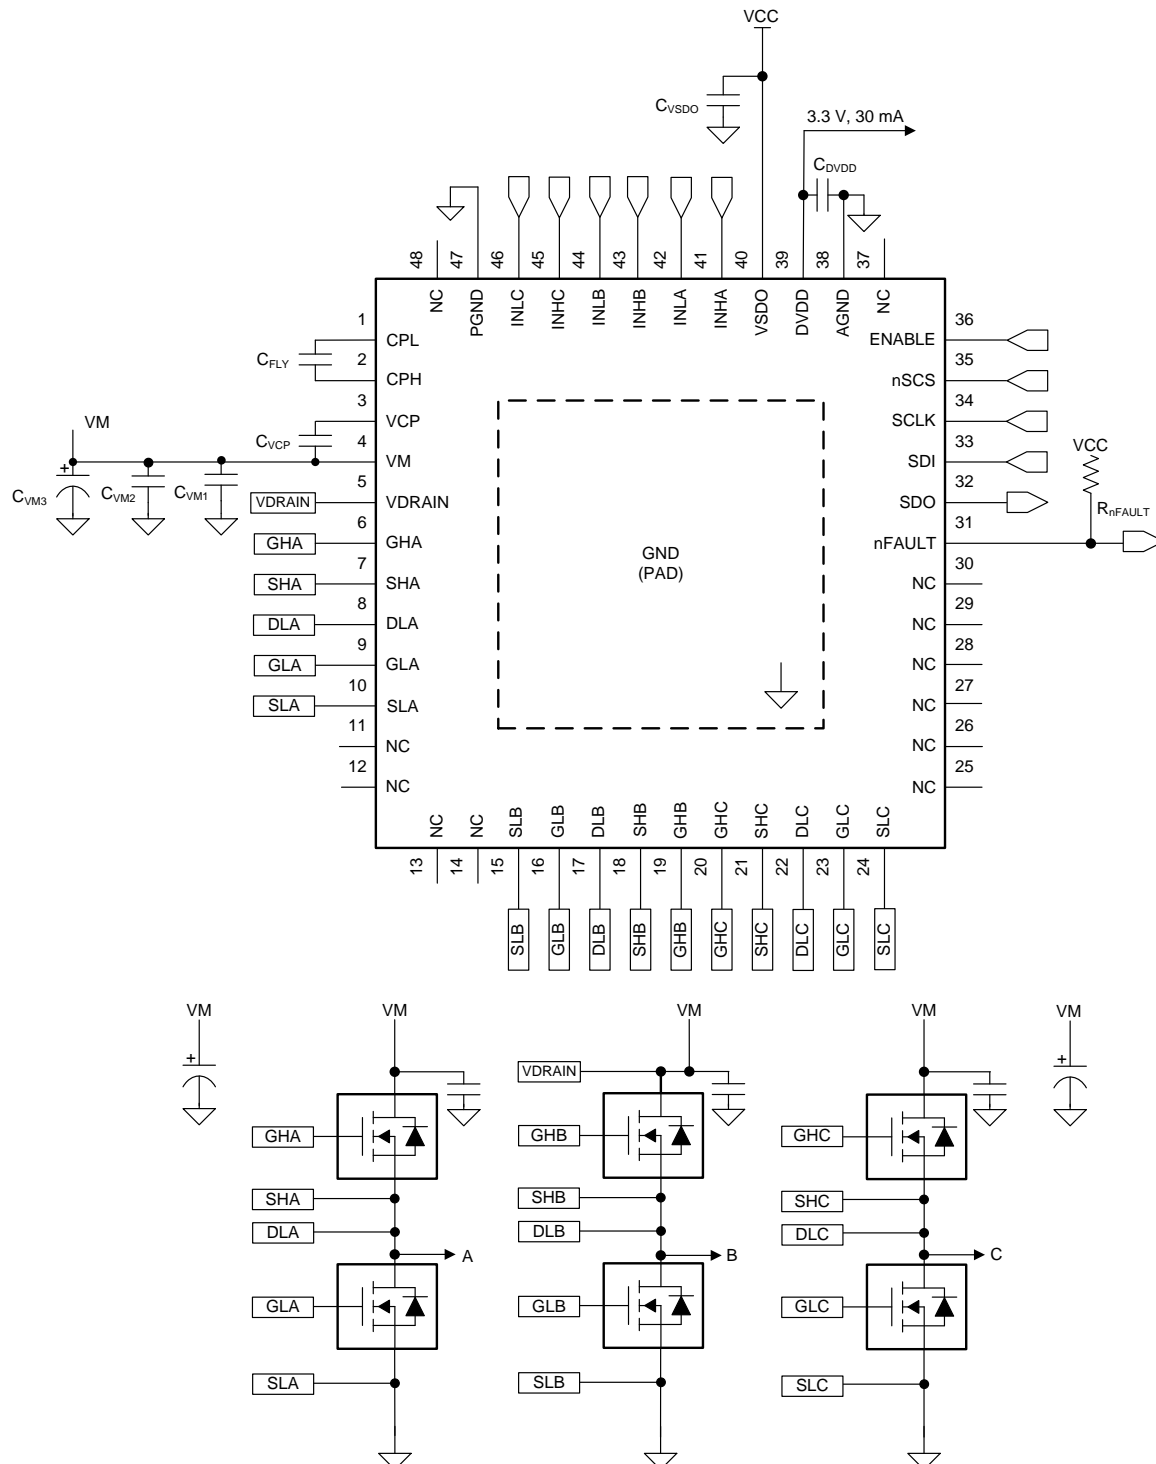 VCC
CVSDO
3.3 V, 30 mA
CDVDD
48 47 46 45 44 43 42 41 40 39 38 37
NC PGND INLC INHC INLB INHB INLA INHA VSDO DVDD AGND NC
1 CPL
CFLY
2 CPH
3 VCP
CVCP
VM
4 VM
CVM3 CVM2 CVM1
5 VDRAIN VDRAIN
6 GHA GHA
7 SHA SHA
8 DLA DLA
9 GLA GLA
10 SLA SLA
11 NC
12 NC
GND
(PAD)
36 ENABLE
35 nSCS
34 SCLK
33 SDI
VCC
32 SDO
RnFAULT
31 nFAULT
30 NC
29 NC
28 NC
27 NC
26 NC
25 NC
NC NC SLB GLB DLB SHB GHB GHC SHC DLC GLC SLC
13 14 15 16 17 18 19 20 21 22 23 24
SLB GLB DLB SHB GHB GHC SHC DLC GLC SLC
VM VM VM VM VM
+ +
VDRAIN
GHA GHB GHC
SHA SHB SHC
DLA DLB DLC
A B C
GLA GLB GLC
SLA SLB SLC